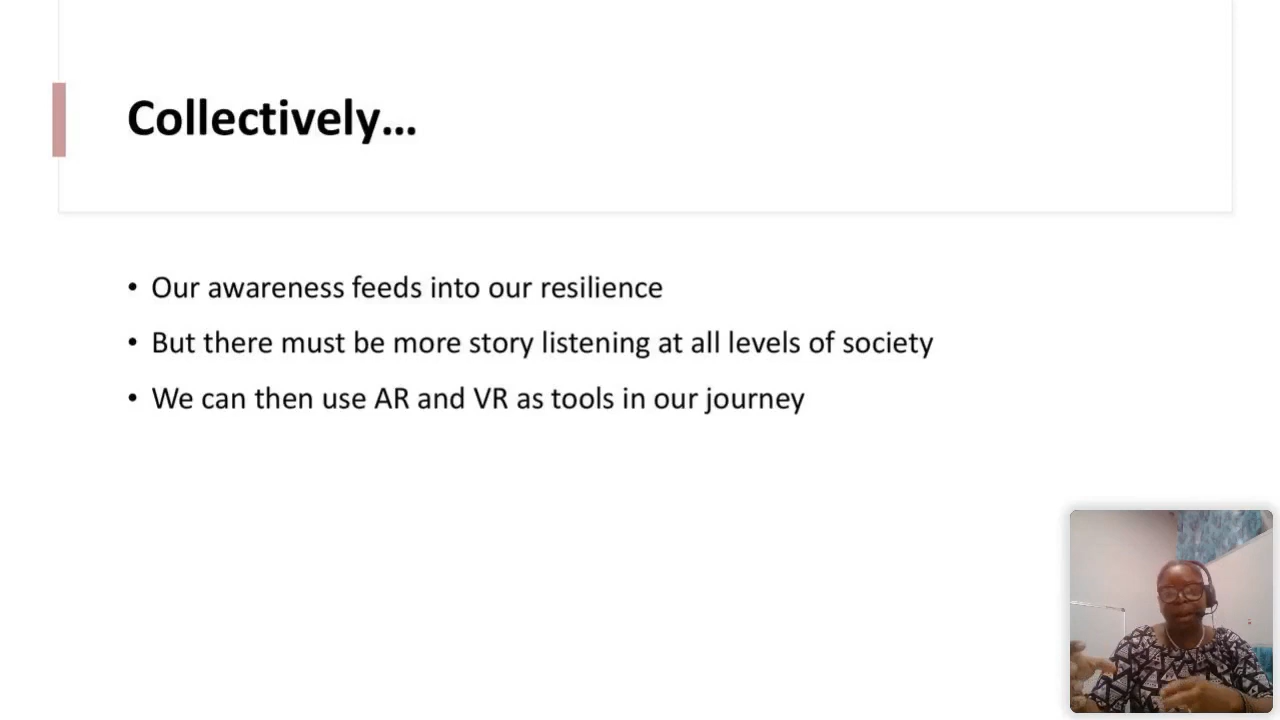 Collectively...
• Our awareness feeds into our resilience
• But there must be more story listening at all levels of society
• We can then use AR and VR as tools in our journey